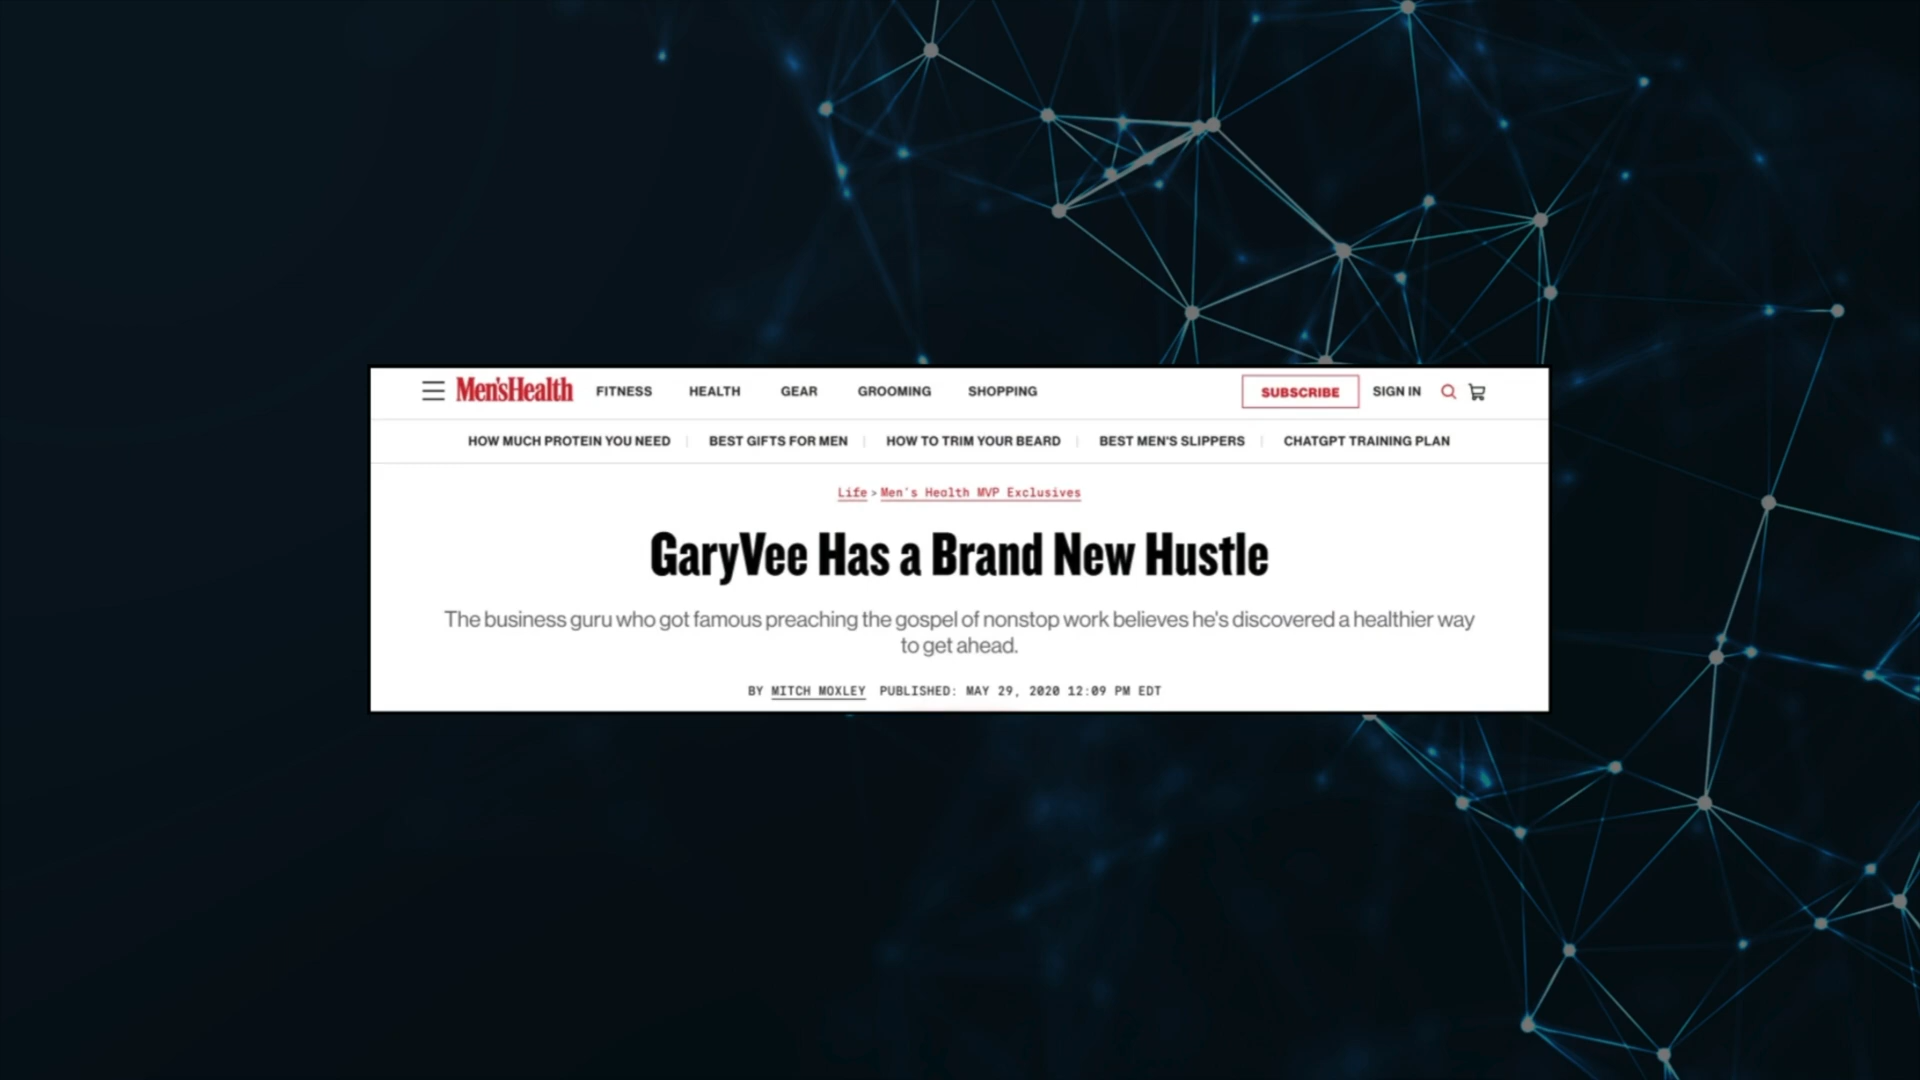 Men'sHealth FITNESS HEALTH GEAR GROOMING SHOPPING SUBSCRIBE SIGN IN
HOW MUCH PROTEIN YOU NEED BEST GIFTS FOR MEN HOW TO TRIM YOUR BEARD BEST MEN'S SLIPPERS CHATGPT TRAINING PLAN
Life > Men's Health MVP Exclusives
GaryVee Has a Brand New Hustle
The business guru who got famous preaching the gospel of nonstop work believes he's discovered a healthier way
to get ahead.
BY MITCH MOXLEY PUBLISHED: MAY 29, 2020 12:09 PM EDT